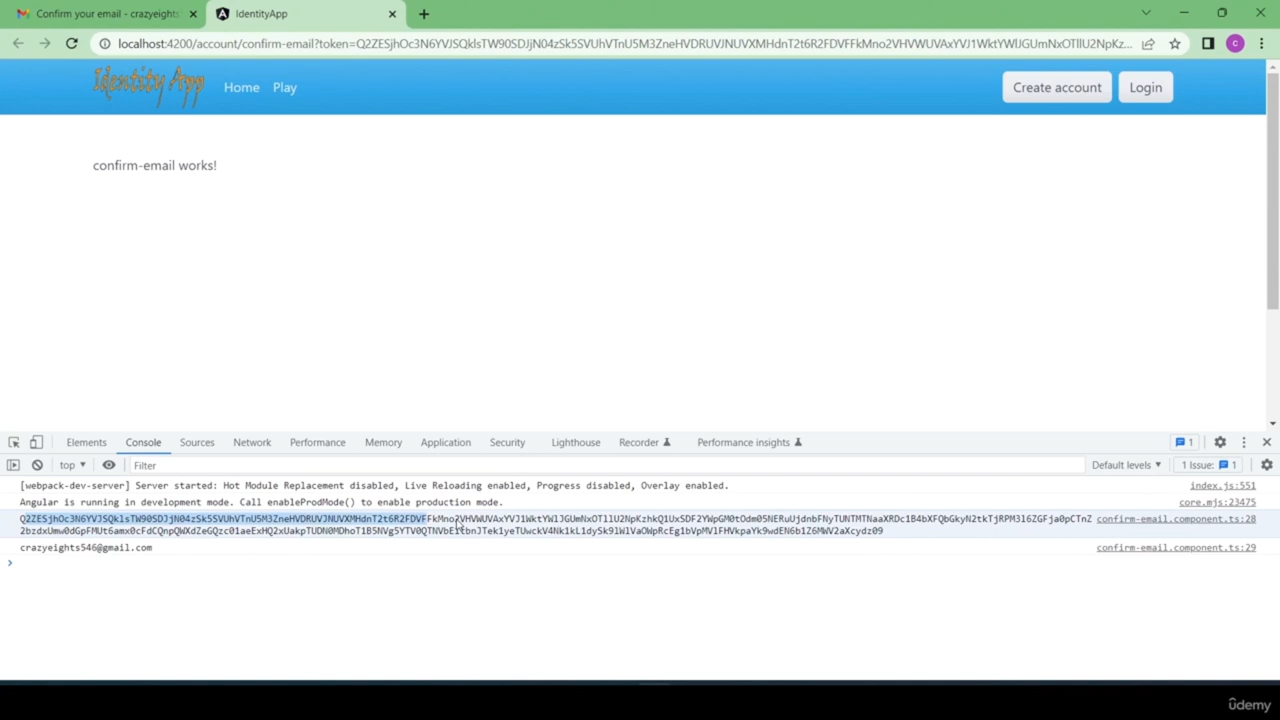 Confirm your email - crazyeights
IdentityApp
localhost:4200/account/confirm-email?token=Q2ZESjhOc3N6YVJSQklsTW90SDJjN04zSk5SVUhVTnU5M3ZneHVDRUVJNUVXMHdnT2t6R2FDVFFkMno2VHVWUVAxYVJ1WktYWlJGUmNxOTllU2NpKz...
C
Identity App
Home
Play
Create account
Login
confirm-email works!
Elements
Console
Sources
Network
Performance
Memory
Application
Security
Lighthouse
Recorder
Performance insights
1
top
Filter
Default levels
1 Issue:
1
[webpack-dev-server] Server started: Hot Module Replacement disabled, Live Reloading enabled, Progress disabled, Overlay enabled.
index.js:551
Angular is running in development mode. Call enableProdMode() to enable production mode.
core.mjs:23475
confirm-email.component.ts:28
crazyeights546@gmail.com
confirm-email.component.ts:29
ûdemy